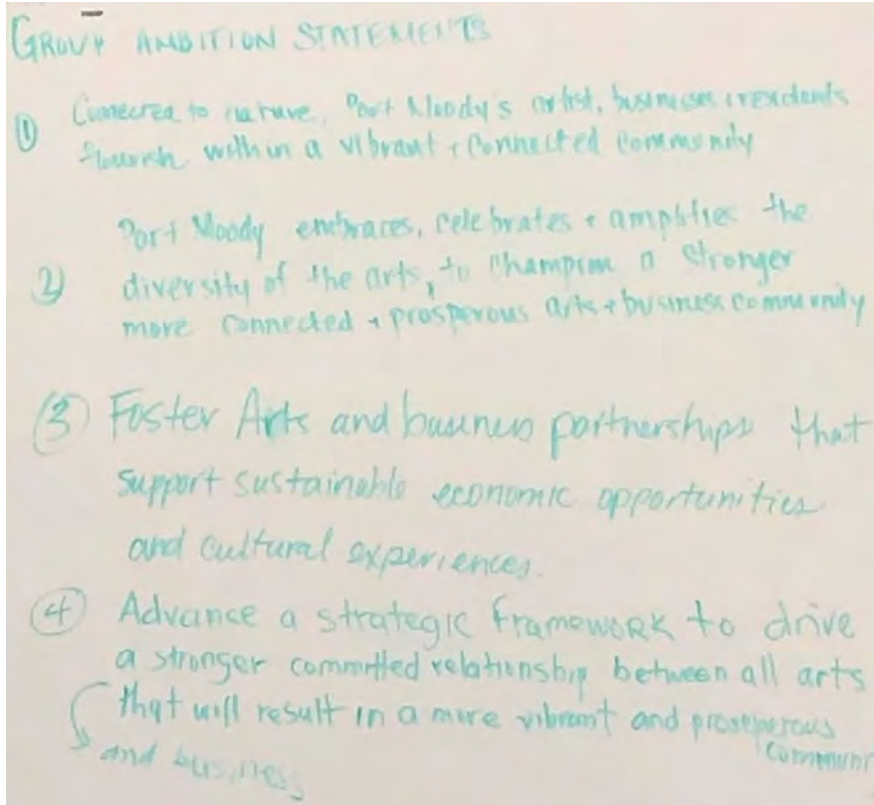 GROUP AMBITION STATEMENTS
① Connected to nature, Port Moody's artist, businesses + residents
flourish within a vibrant + connected community
Port Moody embraces, celebrates + amplifies the
② diversity of the arts, to champion a stronger
more connected + prosperous arts + business community
③ Foster Arts and business partnerships that
support sustainable economic opportunities
and cultural experiences.
④ Advance a strategic framework to drive
a stronger committed relationship between all arts
that will result in a more vibrant and prosperous
communi
and business